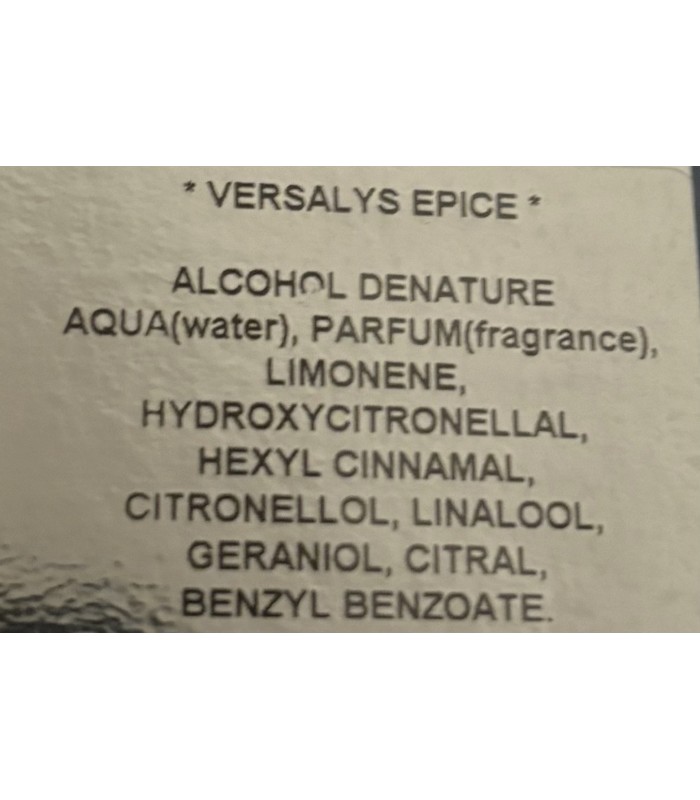 * VERSALYS EPICE *
ALCOHOL DENATURE
AQUA(water), PARFUM(fragrance),
LIMONENE,
HYDROXYCITRONELLAL,
HEXYL CINNAMAL,
CITRONELLOL, LINALOOL,
GERANIOL, CITRAL,
BENZYL BENZOATE.